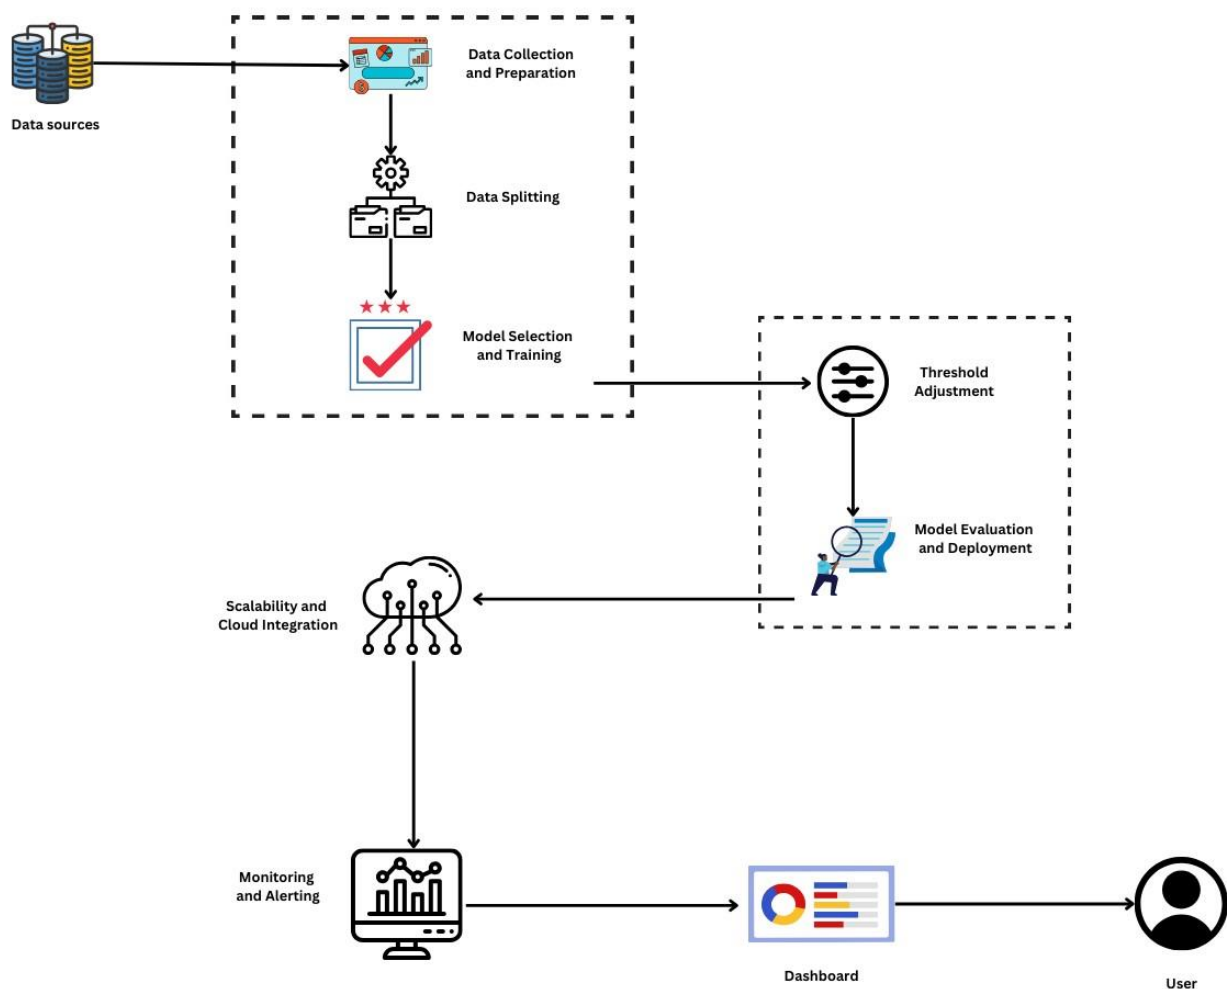 Data sources
Data Collection
and Preparation
Data Splitting
Model Selection
and Training
Threshold
Adjustment
Model Evaluation
and Deployment
Scalability and
Cloud Integration
Monitoring
and Alerting
Dashboard
User